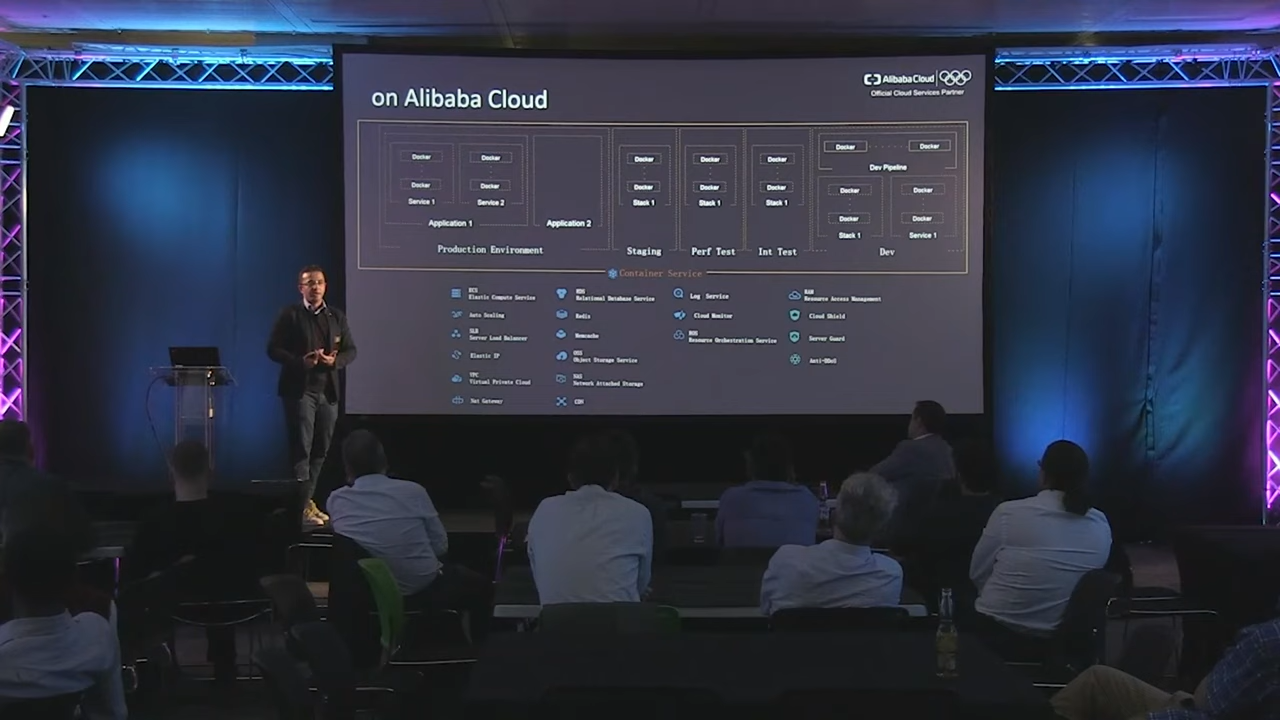 on Alibaba Cloud
Alibaba Cloud
Official Cloud Services Partner
Docker
Docker
Docker
Docker
Service 1
Service 2
Application 1
Application 2
Production Environment
Docker
Docker
Stack 1
Staging
Docker
Docker
Stack 1
Perf Test
Docker
Docker
Stack 1
Int Test
Docker
Docker
Dev Pipeline
Docker
Docker
Stack 1
Docker
Docker
Service 1
Dev
Container Service
ECS
Elastic Compute Service
Auto Scaling
SLB
Server Load Balancer
Elastic IP
VPC
Virtual Private Cloud
Nat Gateway
RDS
Relational Database Service
Redis
Memcache
OSS
Object Storage Service
NAS
Network Attached Storage
CDN
Log Service
Cloud Monitor
ROS
Resource Orchestration Service
RAM
Resource Access Management
Cloud Shield
Server Guard
Anti-DDoS